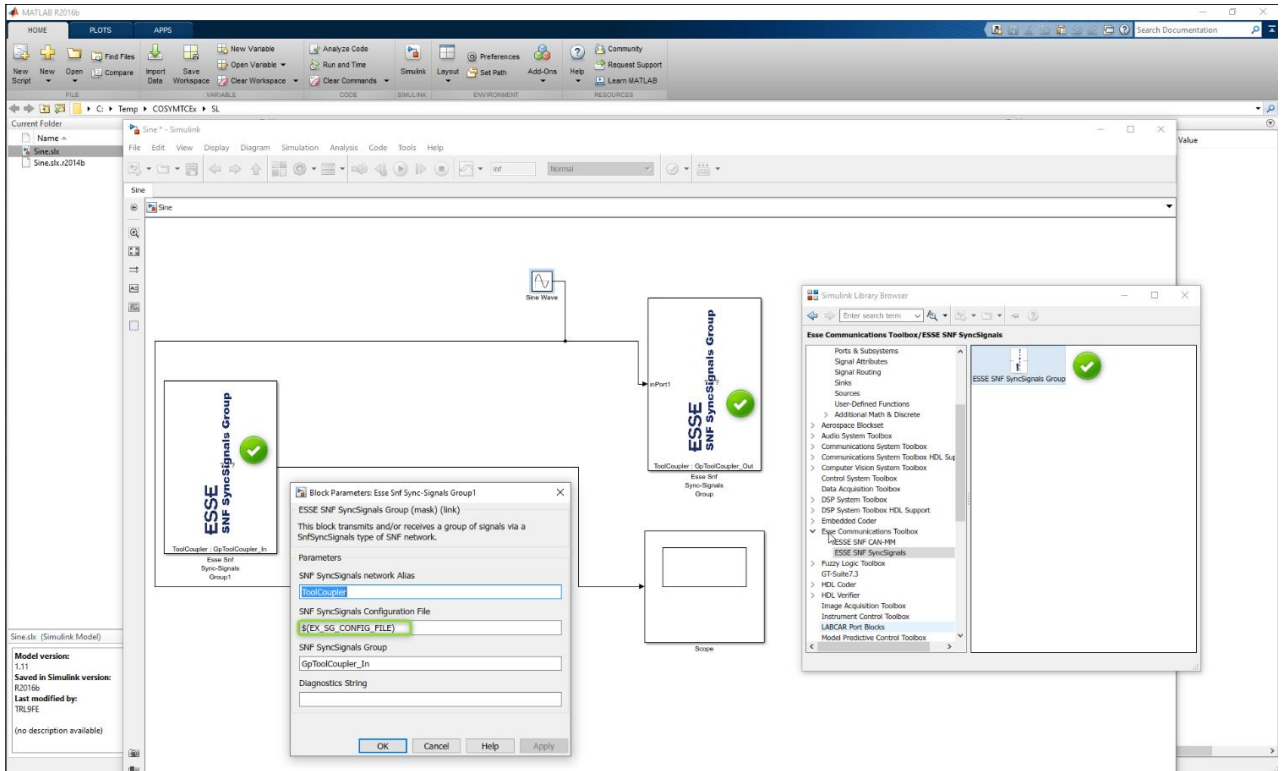 MATLAB R2016b
HOME
PLOTS
APPS
Search Documentation
New Script
New
Open
Find Files
Compare
Import Data
Save Workspace
New Variable
Open Variable
Clear Workspace
Analyze Code
Run and Time
Clear Commands
Simulink
Layout
Preferences
Set Path
Add-Ons
Help
Community
Request Support
Learn MATLAB
FILE
VARIABLE
CODE
SIMULINK
ENVIRONMENT
RESOURCES
C: Temp COSYMTCEx SL
Current Folder
Name
Sine.slx
Sine.slx.r2014b
Value
Sine * - Simulink
File Edit View Display Diagram Simulation Analysis Code Tools Help
inf
Normal
Sine
Sine
Sine Wave
ESSE
SNF SyncSignals Group
ToolCoupler : GpToolCoupler_In
Esse Snf
Sync-Signals
Group1
inPort1
ESSE
SNF SyncSignals Group
ToolCoupler : GpToolCoupler_Out
Esse Snf
Sync-Signals
Group
Scope
Block Parameters: Esse Snf Sync-Signals Group1
ESSE SNF SyncSignals Group (mask) (link)
This block transmits and/or receives a group of signals via a
SnfSyncSignals type of SNF network.
Parameters
SNF SyncSignals network Alias
ToolCoupler
SNF SyncSignals Configuration File
$(EX_SG_CONFIG_FILE)
SNF SyncSignals Group
GpToolCoupler_In
Diagnostics String
OK Cancel Help Apply
Simulink Library Browser
Enter search term
Esse Communications Toolbox/ESSE SNF SyncSignals
Ports & Subsystems
Signal Attributes
Signal Routing
Sinks
Sources
User-Defined Functions
Additional Math & Discrete
Aerospace Blockset
Audio System Toolbox
Communications System Toolbox
Communications System Toolbox HDL Sup
Computer Vision System Toolbox
Control System Toolbox
Data Acquisition Toolbox
DSP System Toolbox
DSP System Toolbox HDL Support
Embedded Coder
Esse Communications Toolbox
ESSE SNF CAN-MM
ESSE SNF SyncSignals
Fuzzy Logic Toolbox
GT-Suite7.3
HDL Coder
HDL Verifier
Image Acquisition Toolbox
Instrument Control Toolbox
LABCAR Port Blocks
Model Predictive Control Toolbox
ESSE SNF SyncSignals Group
Sine.slx (Simulink Model)
Model version:
1.11
Saved in Simulink version:
R2016b
Last modified by:
TRL9FE
(no description available)